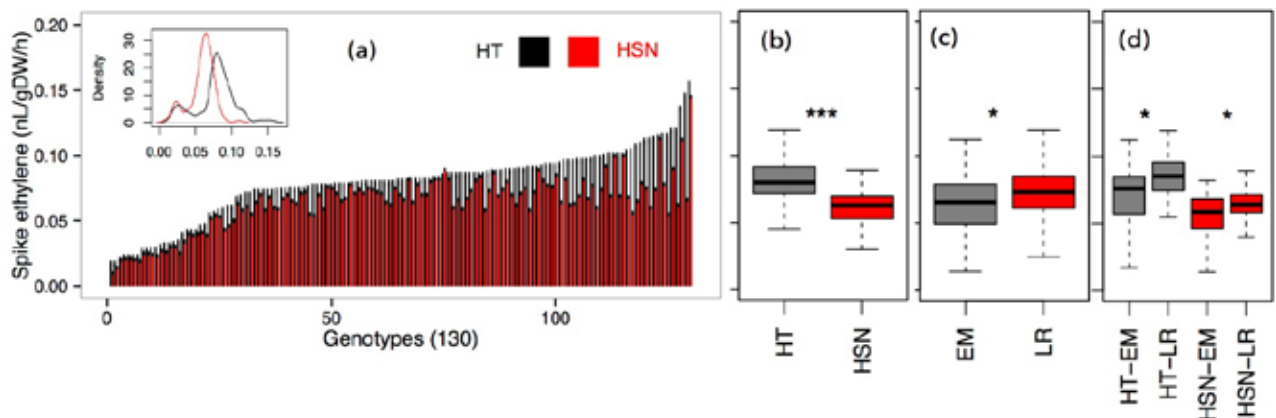 (a)
HT
HSN
Spike ethylene (nL/gDW/h)
0.20
0.15
0.10
0.05
0.00
Density
30
20
10
0
0.00 0.05 0.10 0.15
0 50 100
Genotypes (130)
(b)
***
HT
HSN
(c)
*
EM
LR
(d)
* *
HT-EM
HT-LR
HSN-EM
HSN-LR